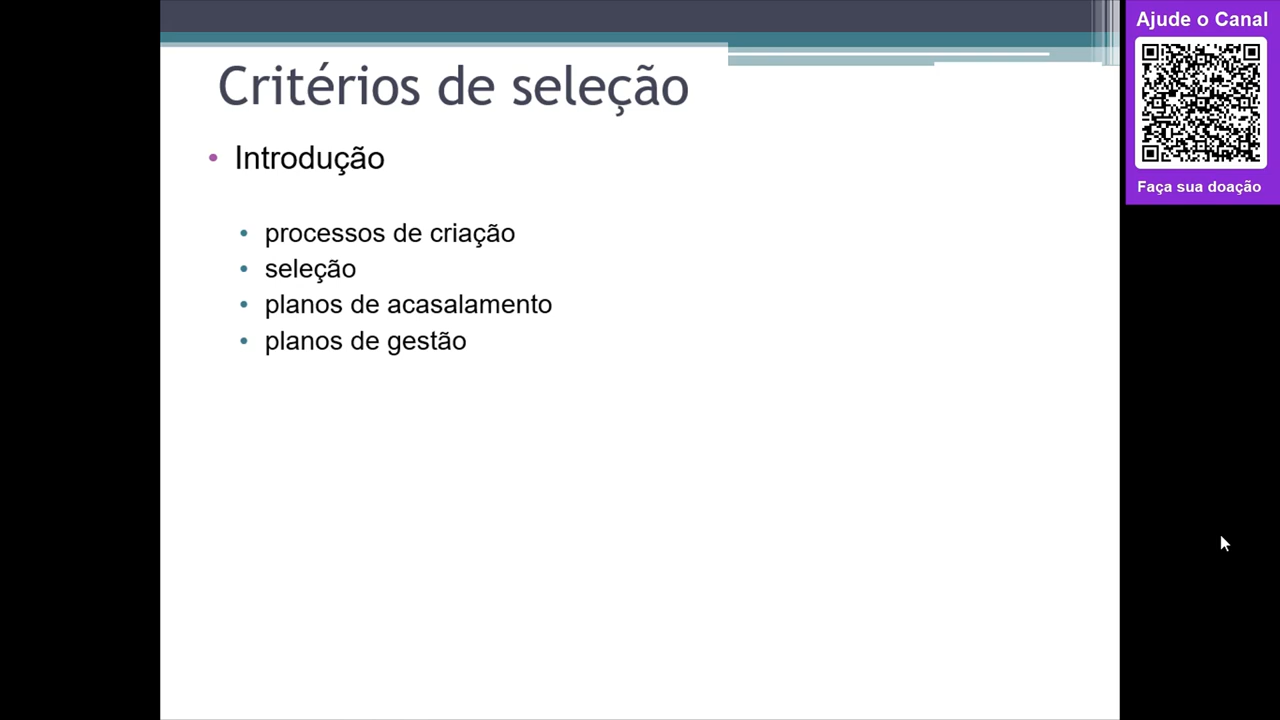 Critérios de seleção
Introdução
processos de criação
seleção
planos de acasalamento
planos de gestão
Ajude o Canal
Faça sua doação